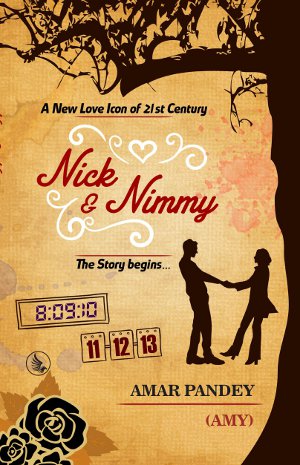 A New Love Icon of 21st Century
Nick
& Nimmy
The Story begins...
8:09:10
11-12-13
AMAR PANDEY
(AMY)